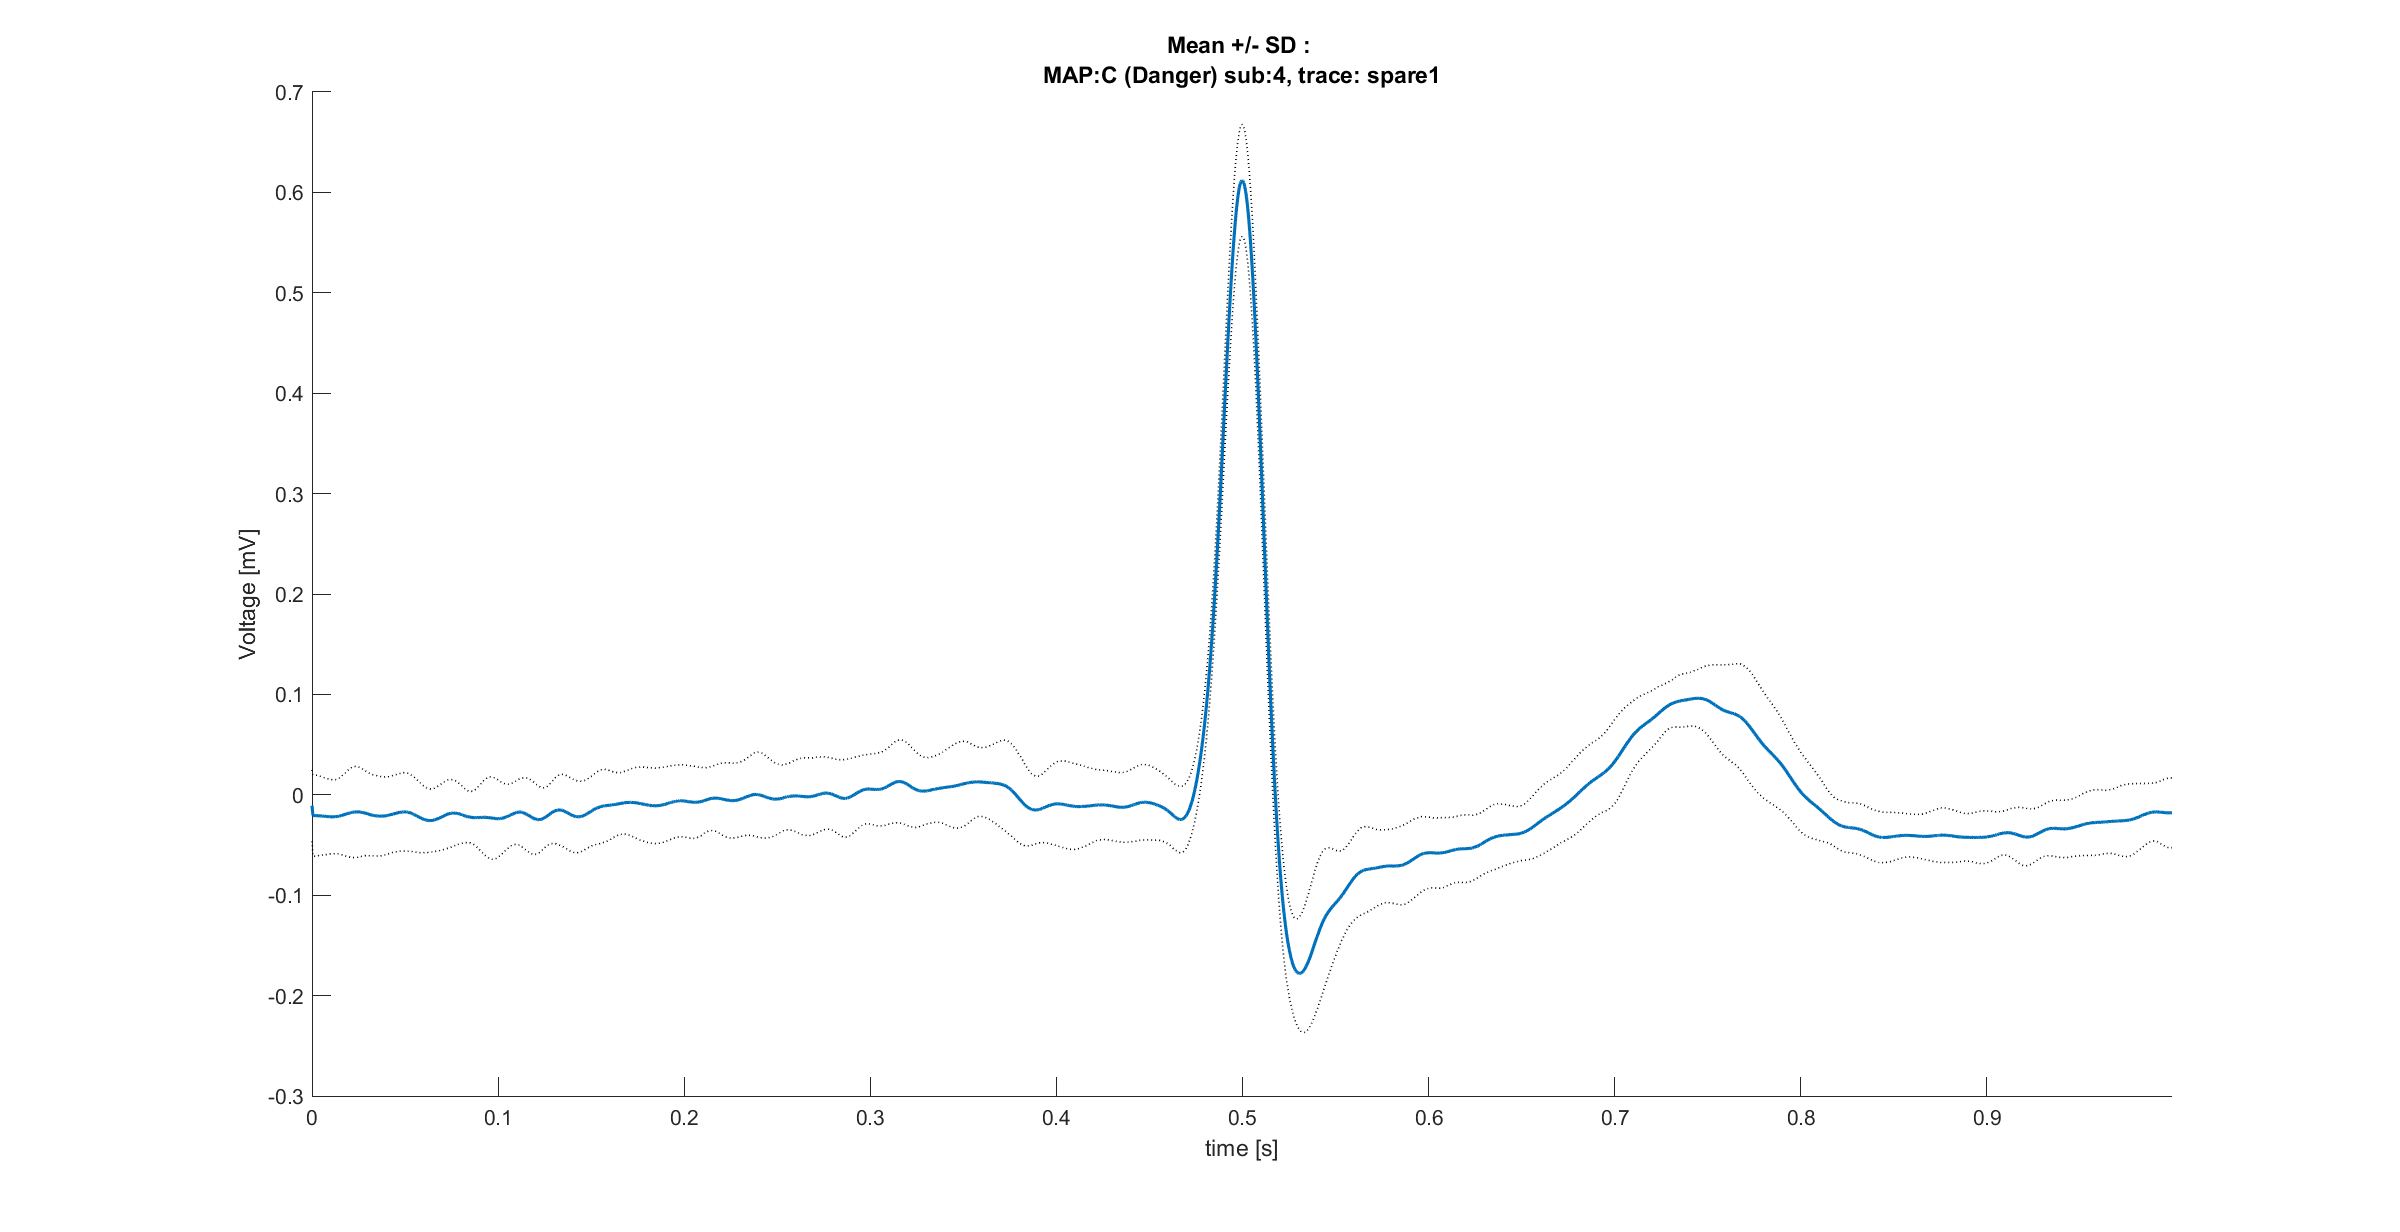 Mean +/- SD :
MAP:C (Danger) sub:4, trace: spare1
0.7
0.6
0.5
0.4
0.3
0.2
0.1
0
-0.1
-0.2
-0.3
Voltage [mV]
0 0.1 0.2 0.3 0.4 0.5 0.6 0.7 0.8 0.9
time [s]